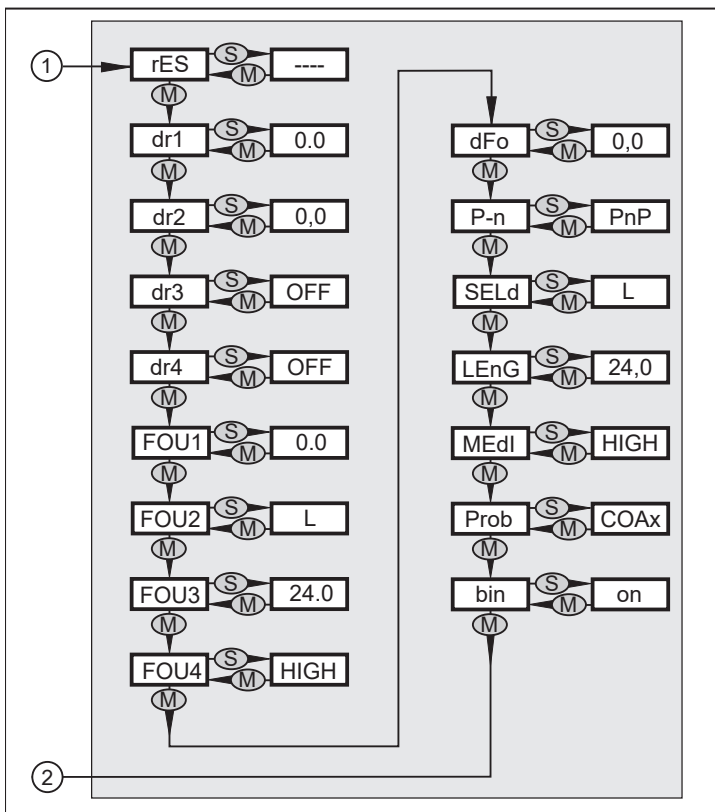 1
rES S M ----
M
dr1 S M 0.0
M
dr2 S M 0,0
M
dr3 S M OFF
M
dr4 S M OFF
M
FOU1 S M 0.0
M
FOU2 S M L
M
FOU3 S M 24.0
M
FOU4 S M HIGH
M
dFo S M 0,0
M
P-n S M PnP
M
SELd S M L
M
LEnG S M 24,0
M
MEdI S M HIGH
M
Prob S M COAx
M
bin S M on
M
2